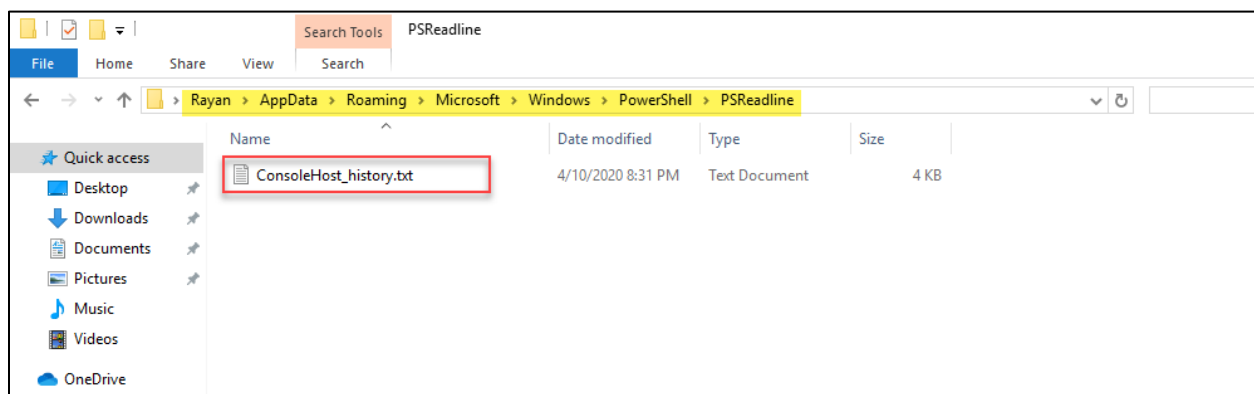 Search Tools PSReadline
File Home Share View Search
Rayan > AppData > Roaming > Microsoft > Windows > PowerShell > PSReadline
Name Date modified Type Size
Quick access
ConsoleHost_history.txt 4/10/2020 8:31 PM Text Document 4 KB
Desktop
Downloads
Documents
Pictures
Music
Videos
OneDrive